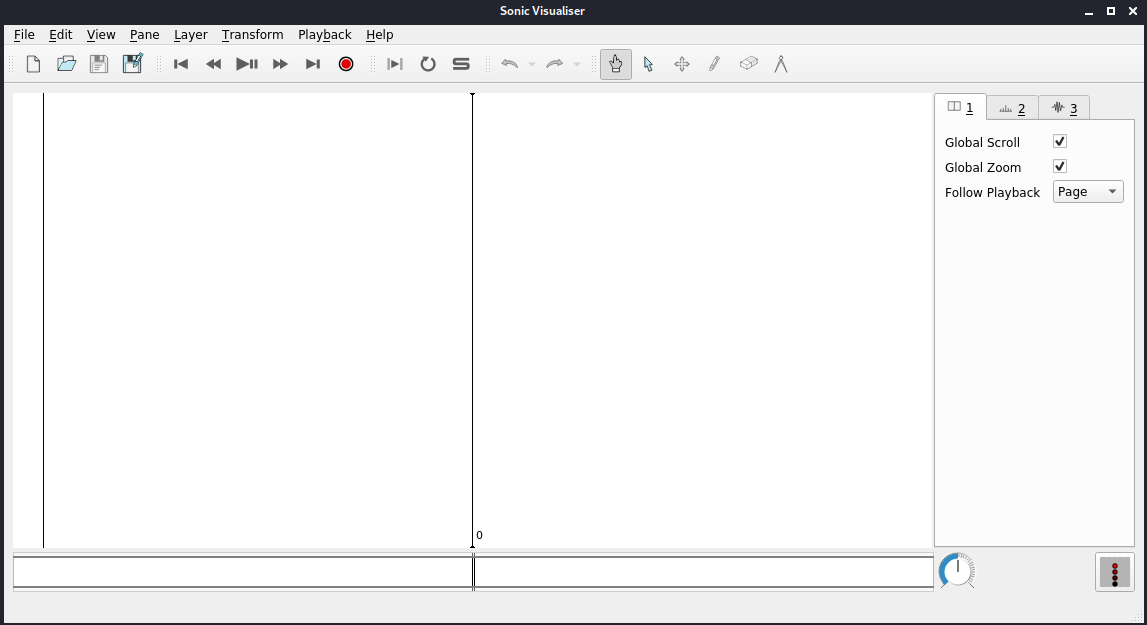 Sonic Visualiser
File Edit View Pane Layer Transform Playback Help
1 2 3
Global Scroll
Global Zoom
Follow Playback Page
0